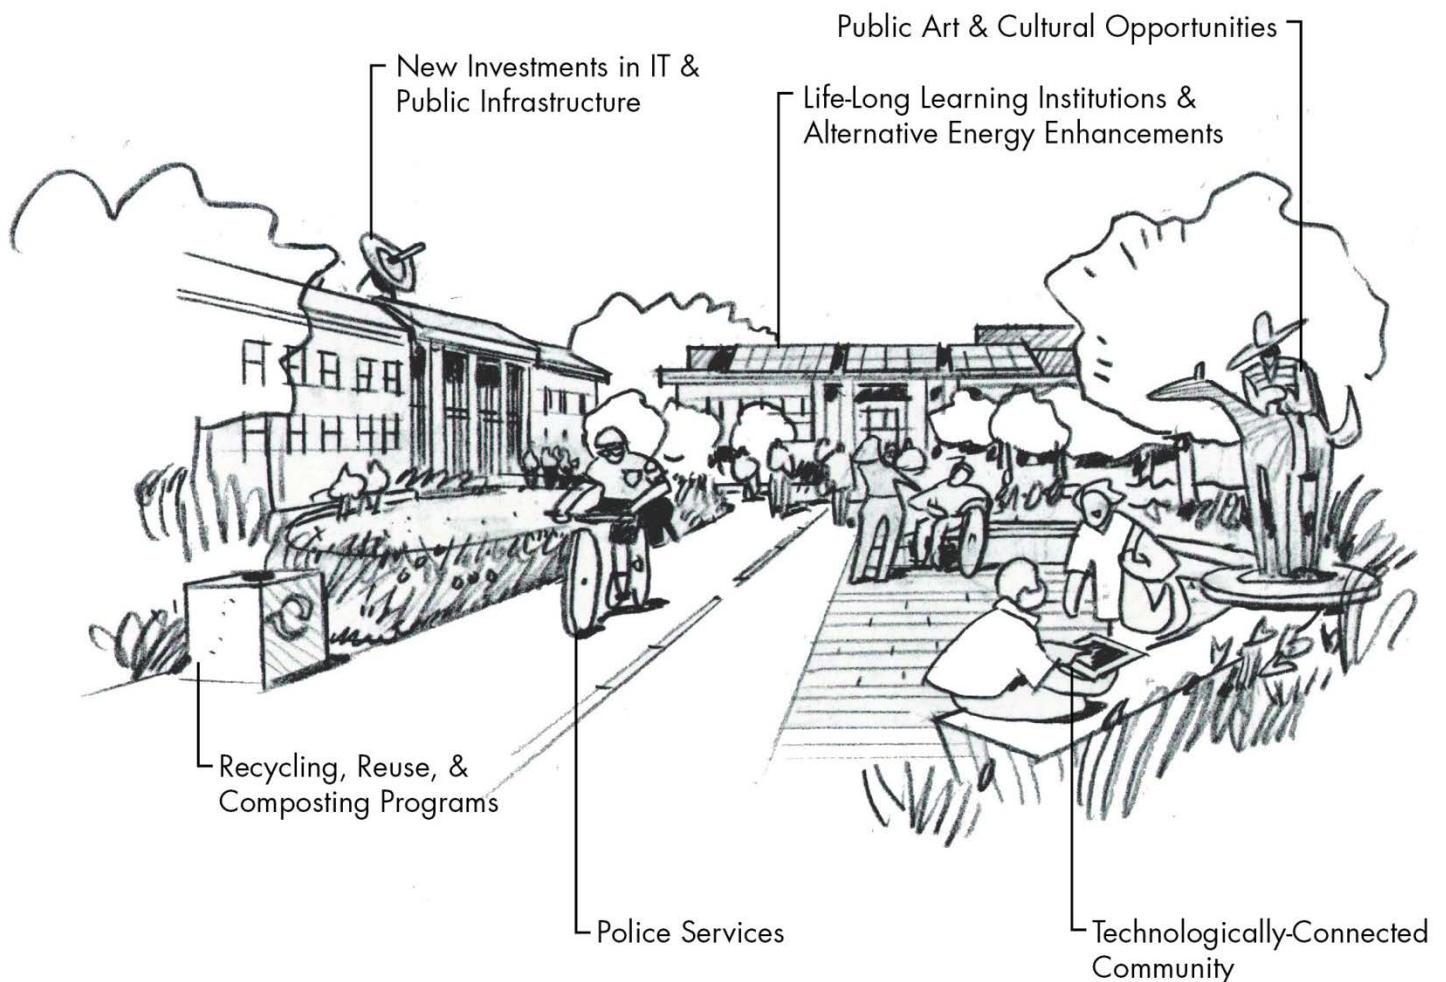 Public Art & Cultural Opportunities
New Investments in IT &
Public Infrastructure
Life-Long Learning Institutions &
Alternative Energy Enhancements
Recycling, Reuse, &
Composting Programs
Police Services
Technologically-Connected
Community